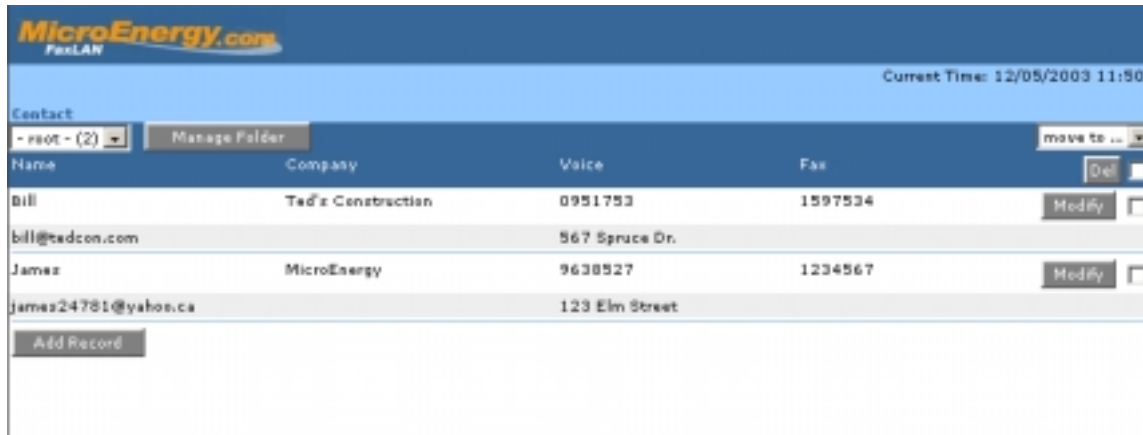 MicroEnergy.com
FaxLAN
Current Time: 12/05/2003 11:50
Contact
- root - (2) Manage Folder move to ...
Name Company Voice Fax Del
Bill Ted's Construction 0951753 1597534 Modify
bill@tedcon.com 567 Spruce Dr.
James MicroEnergy 9638527 1234567 Modify
james24781@yahoo.ca 123 Elm Street
Add Record